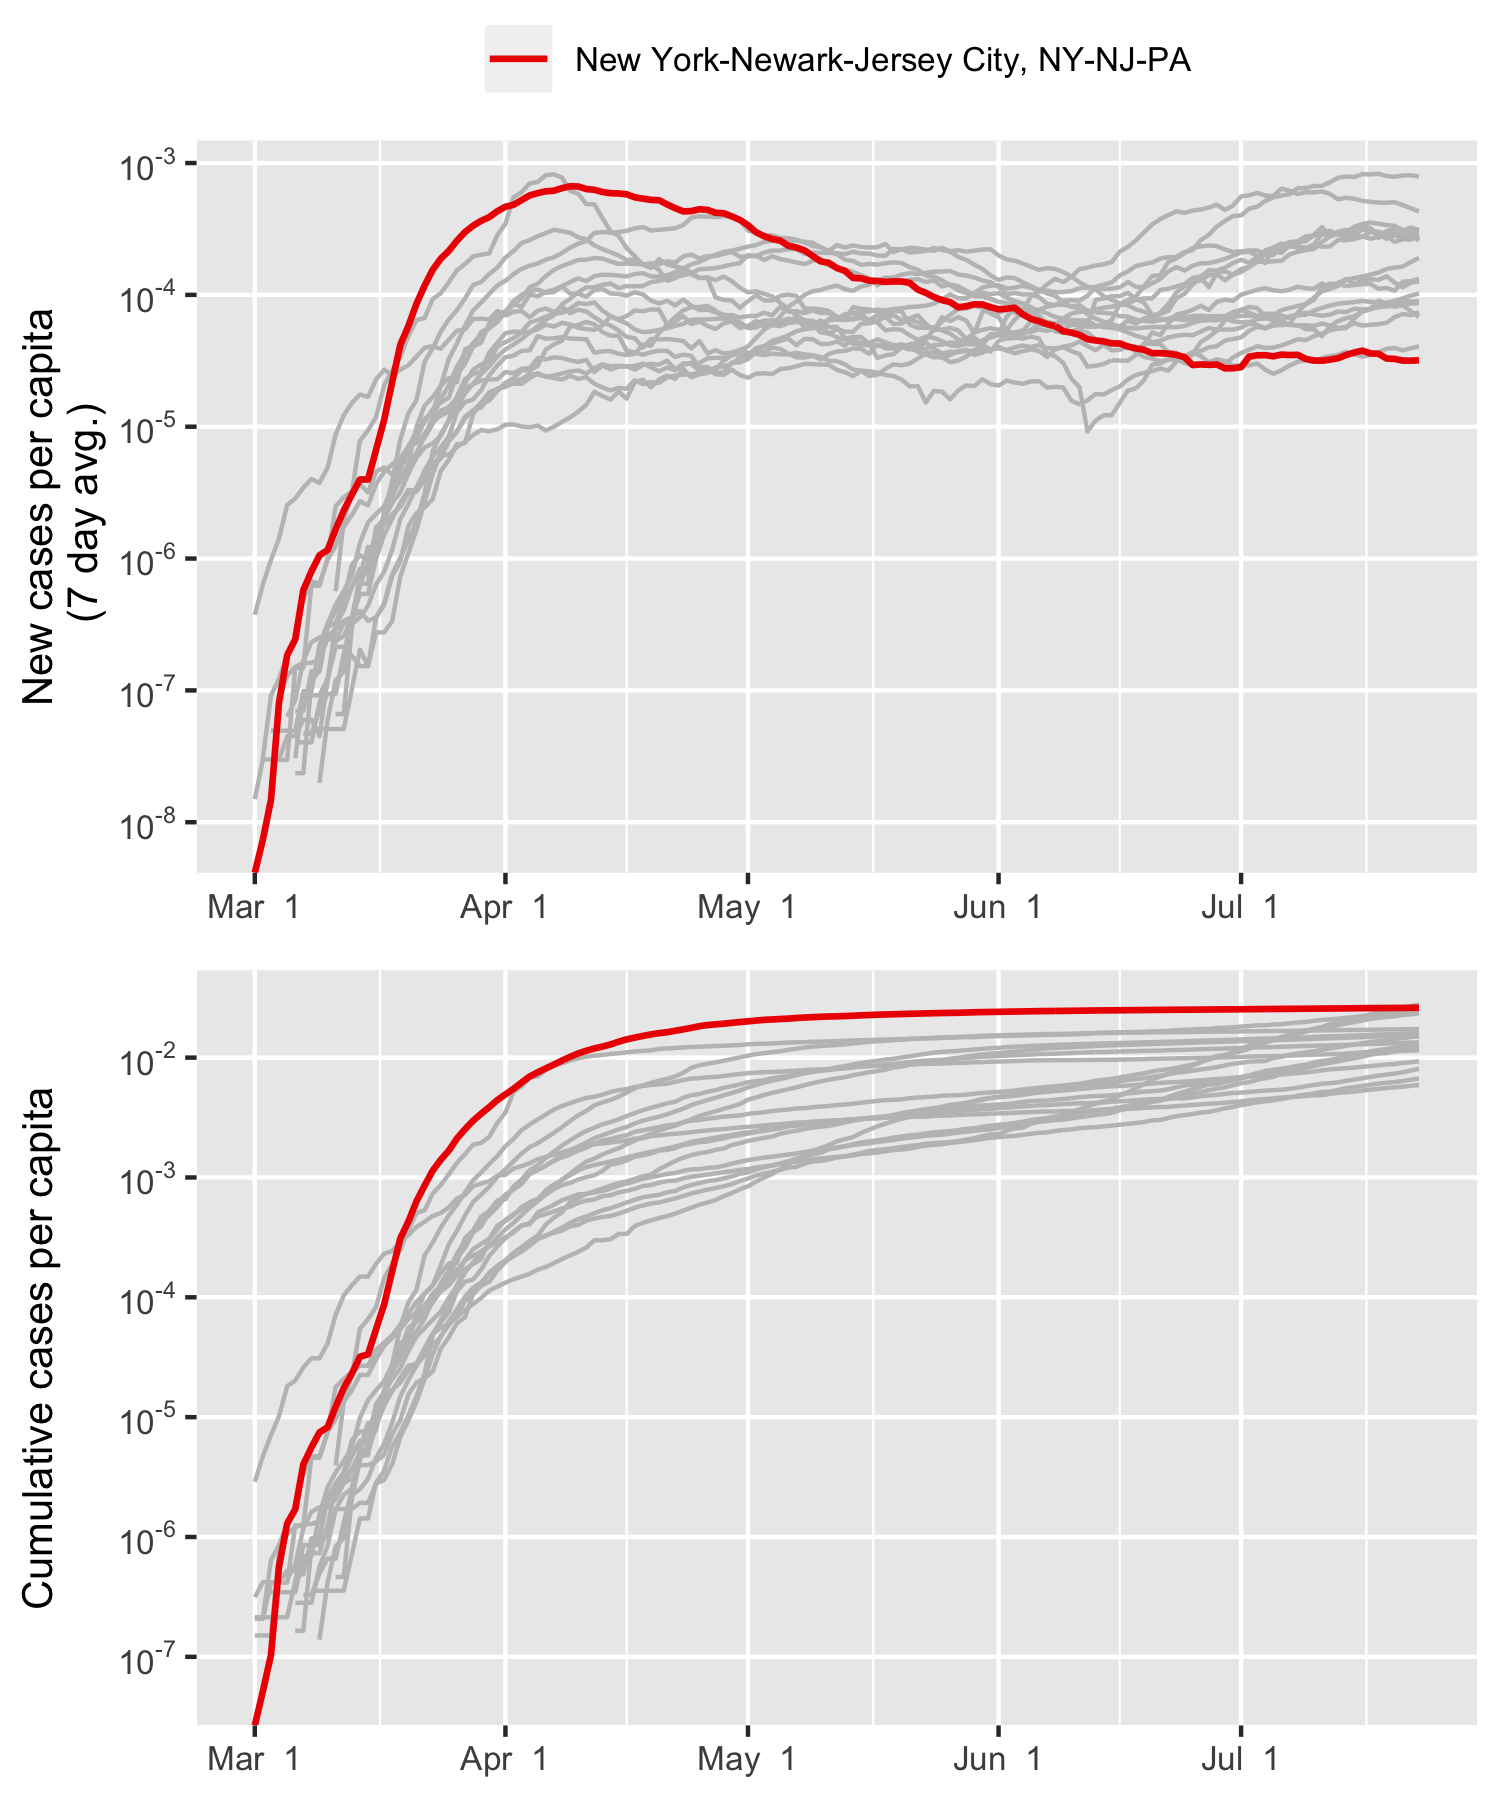 New York-Newark-Jersey City, NY-NJ-PA
New cases per capita
(7 day avg.)
10-3
10-4
10-5
10-6
10-7
10-8
Mar 1
Apr 1
May 1
Jun 1
Jul 1
Cumulative cases per capita
10-2
10-3
10-4
10-5
10-6
10-7
Mar 1
Apr 1
May 1
Jun 1
Jul 1